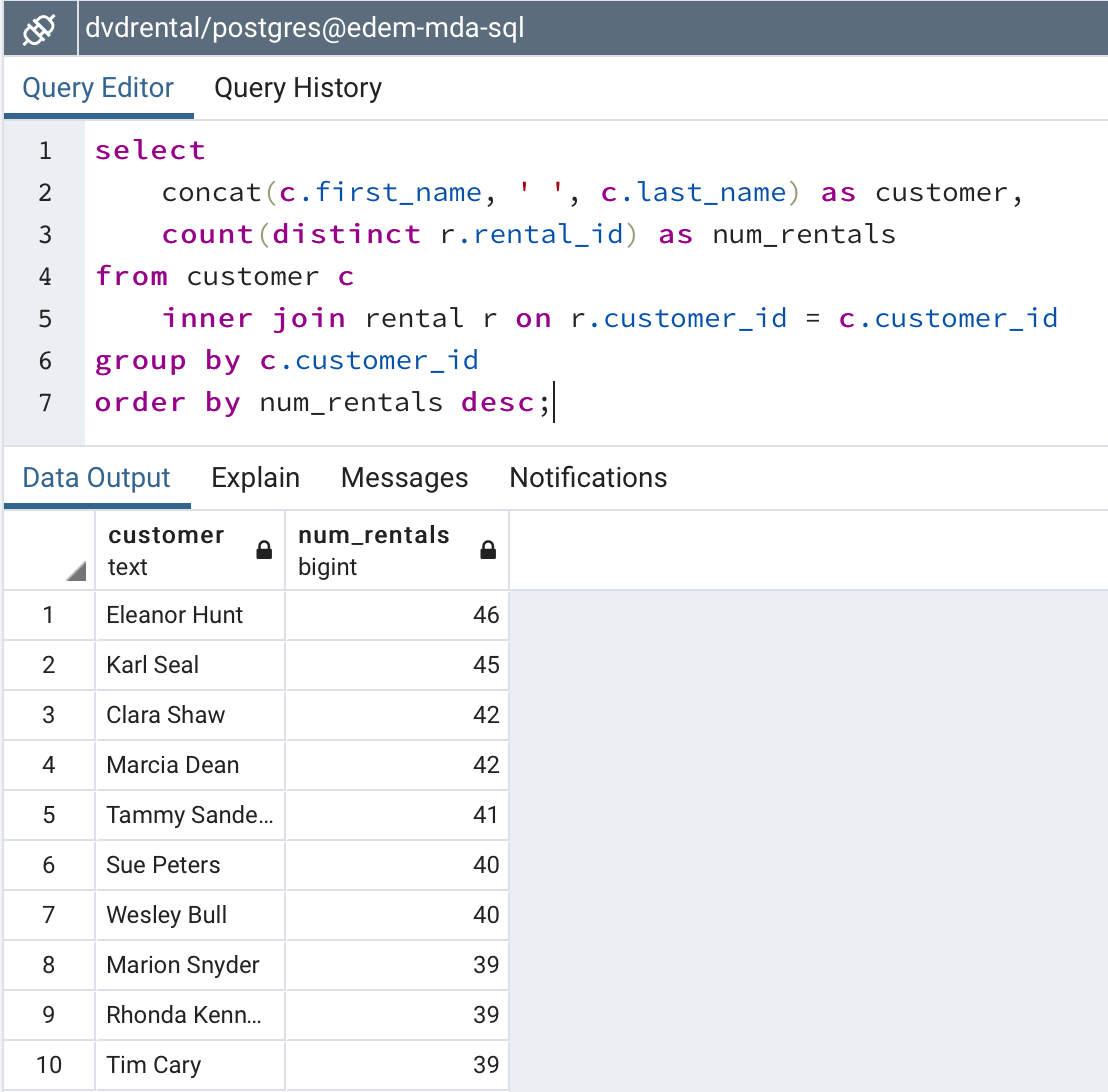 dvdrental/postgres@edem-mda-sql
Query Editor Query History
1 select
2 concat(c.first_name, ' ', c.last_name) as customer,
3 count(distinct r.rental_id) as num_rentals
4 from customer c
5 inner join rental r on r.customer_id = c.customer_id
6 group by c.customer_id
7 order by num_rentals desc;
Data Output Explain Messages Notifications
customer num_rentals
text bigint
1 Eleanor Hunt 46
2 Karl Seal 45
3 Clara Shaw 42
4 Marcia Dean 42
5 Tammy Sande... 41
6 Sue Peters 40
7 Wesley Bull 40
8 Marion Snyder 39
9 Rhonda Kenn... 39
10 Tim Cary 39